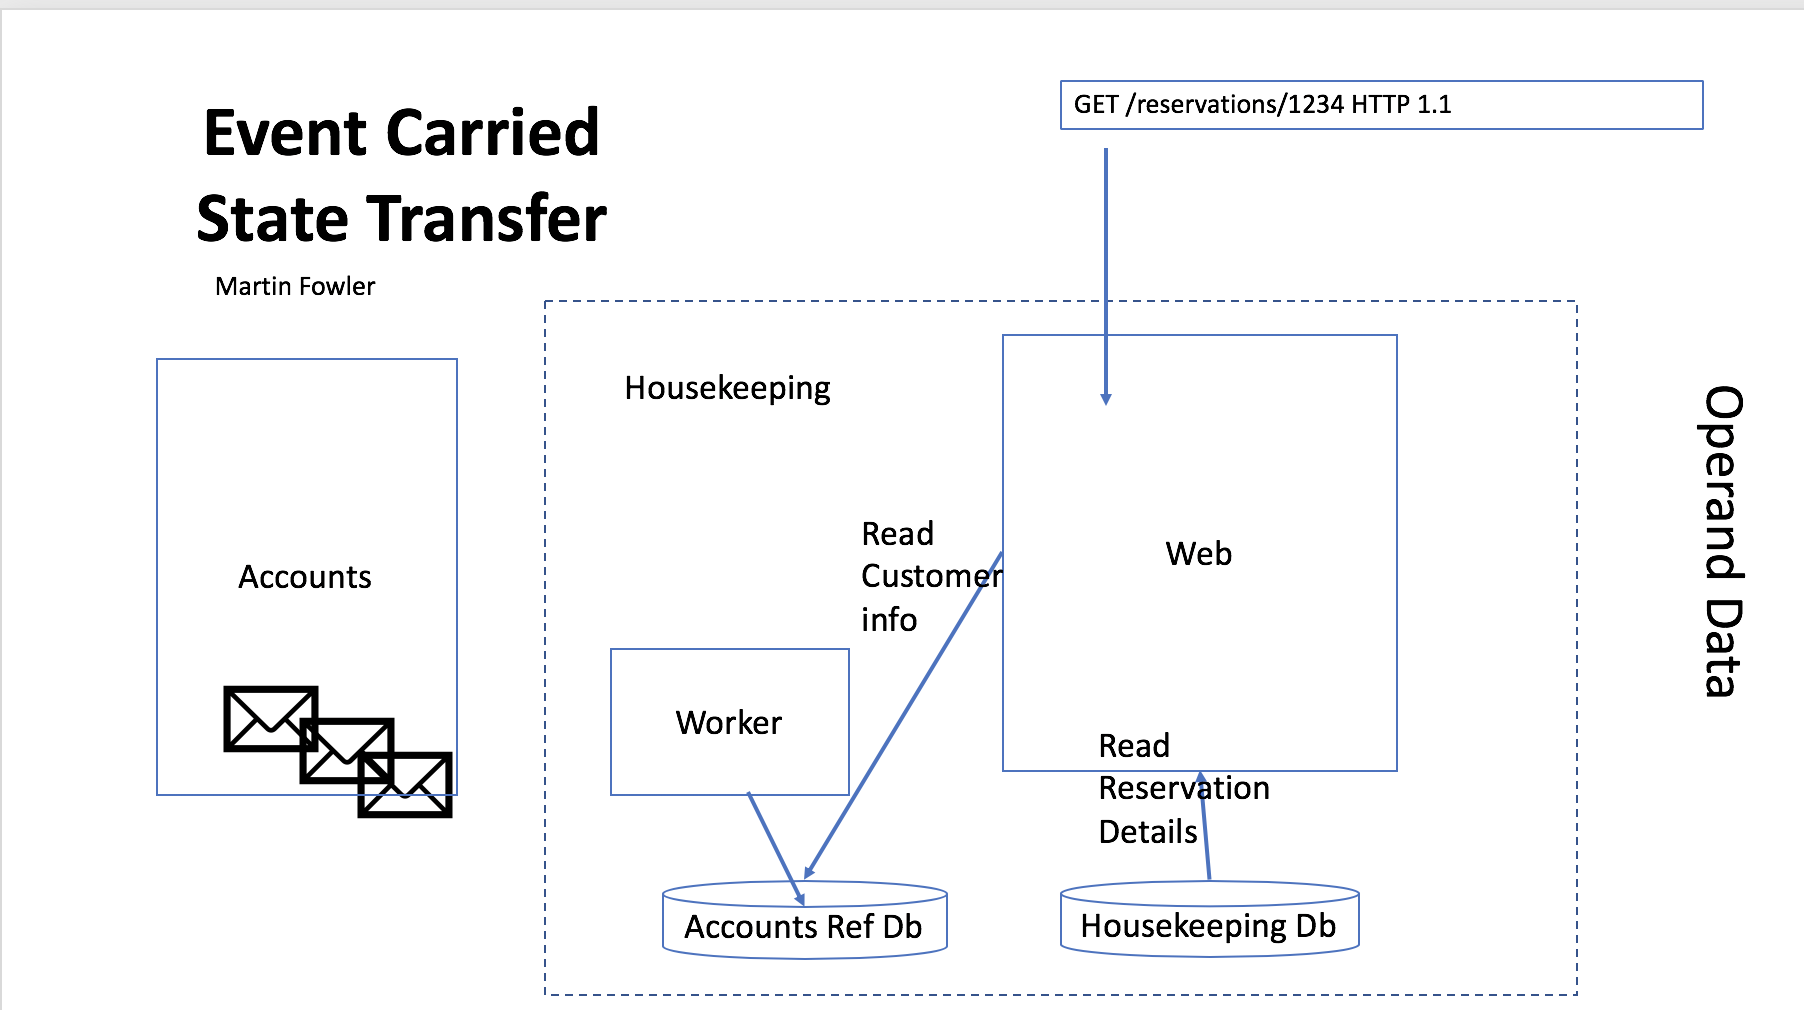 Event Carried
State Transfer
Martin Fowler
GET /reservations/1234 HTTP 1.1
Housekeeping
Accounts
Read
Customer
info
Web
Worker
Read
Reservation
Details
Accounts Ref Db
Housekeeping Db
Operand Data